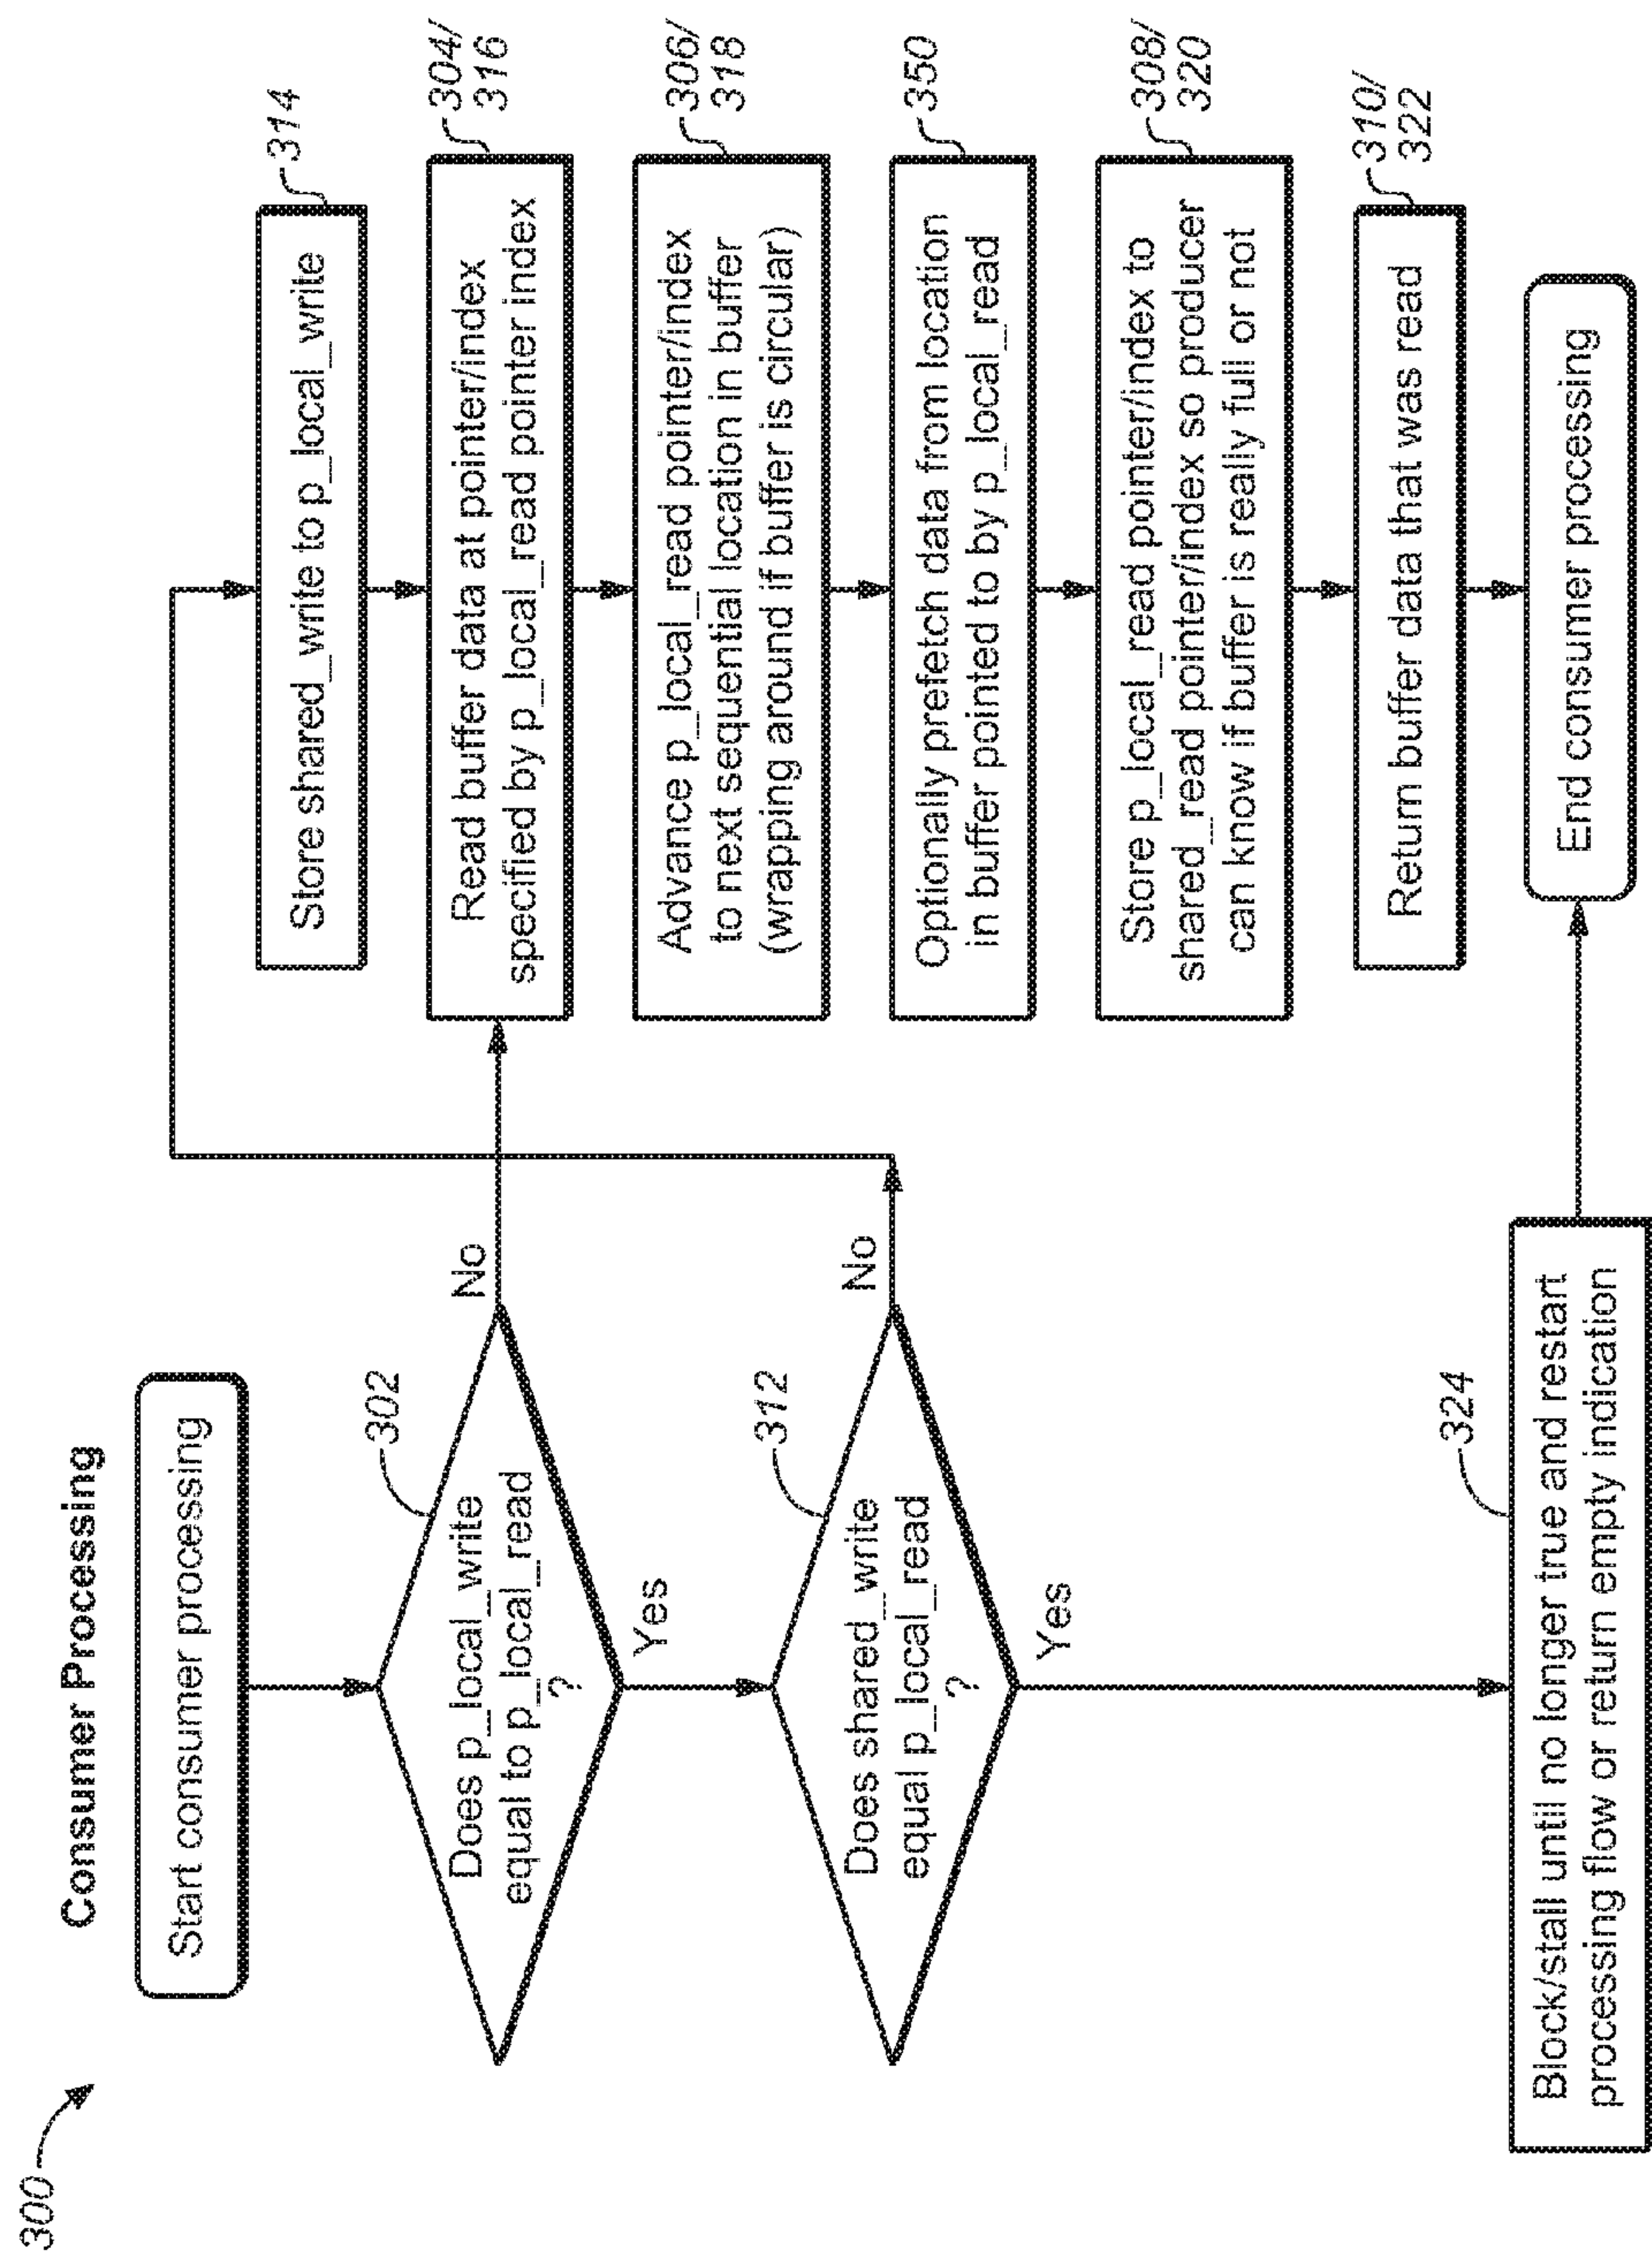 300
Consumer Processing
Start consumer processing
302
Does p_local_write
equal to p_local_read
?
No
Yes
312
Does shared_write
equal p_local_read
?
No
Yes
324
Block/stall until no longer true and restart
processing flow or return empty indication
314
Store shared_write to p_local_write
304/
316
Read buffer data at pointer/index
specified by p_local_read pointer index
306/
318
Advance p_local_read pointer/index
to next sequential location in buffer
(wrapping around if buffer is circular)
350
Optionally prefetch data from location
in buffer pointed to by p_local_read
308/
320
Store p_local_read pointer/index to
shared_read pointer/index so producer
can know if buffer is really full or not
310/
322
Return buffer data that was read
End consumer processing